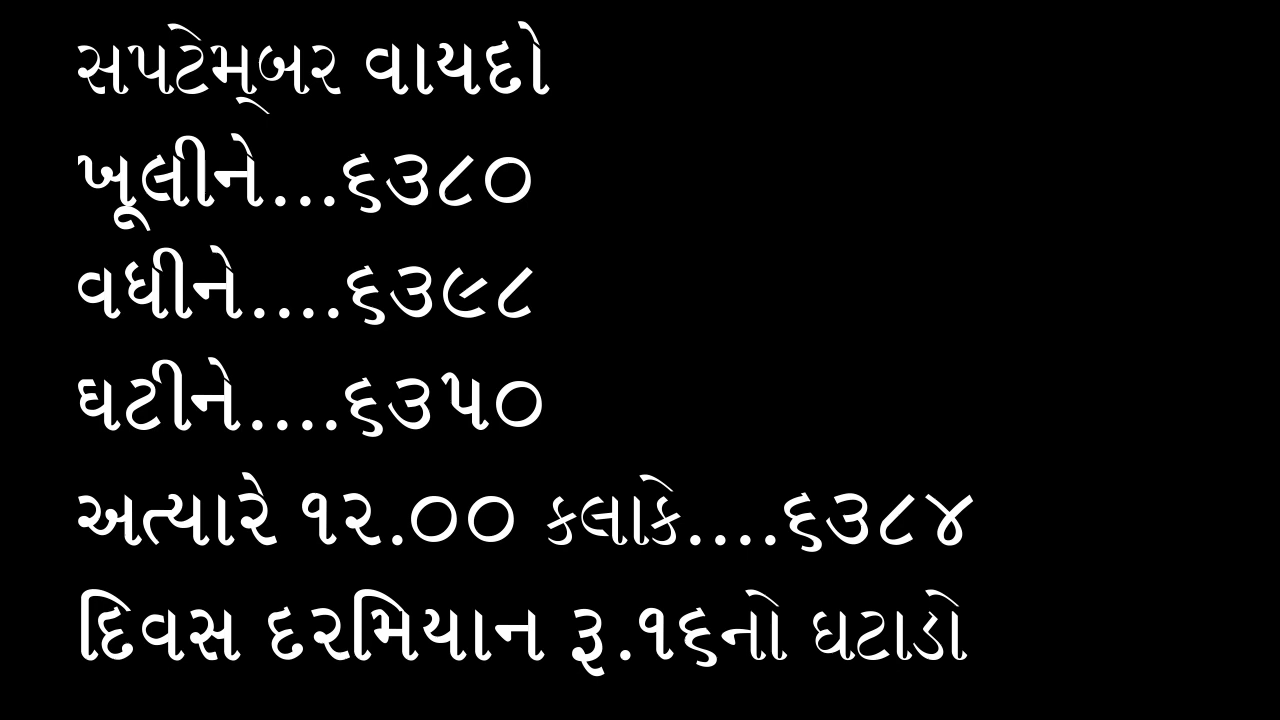 સપટેમ્બર વાયદો
ખૂલીને...૬૩૮૦
વધીને....૬૩૯૮
ઘટીને....૬૩૫૦
અત્યારે ૧૨.૦૦ કલાકે....૬૩૮૪
દિવસ દરમિયાન રૂ.૧૬નો ઘટાડો